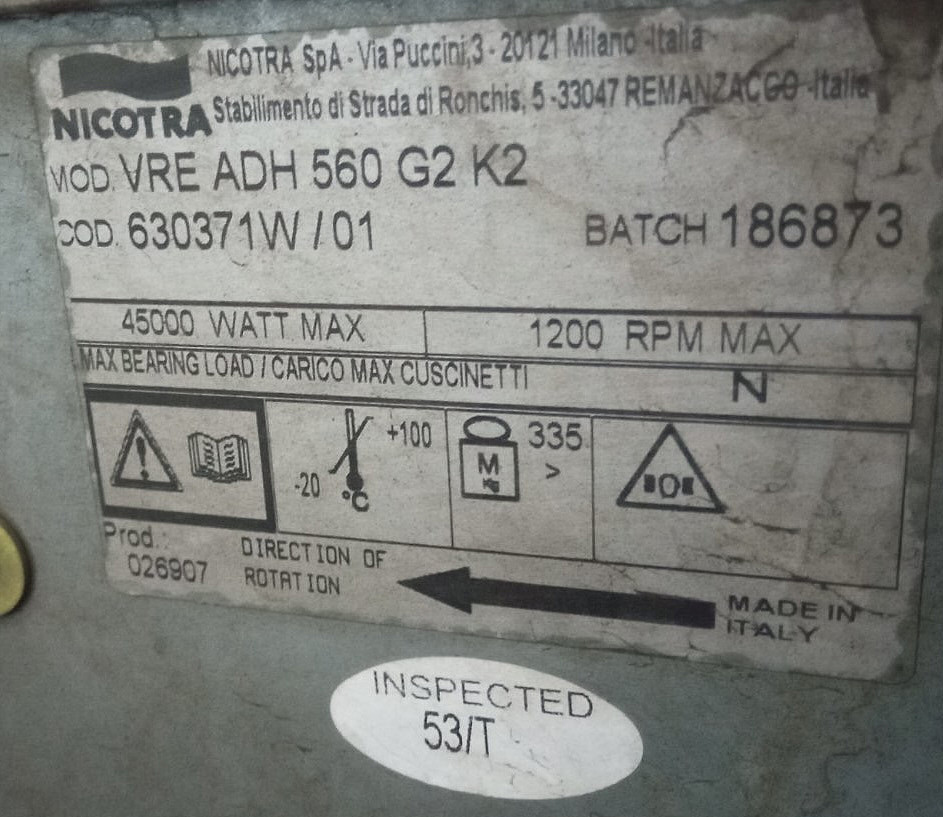 NICOTRA SpA - Via Puccini,3 - 20121 Milano -Italia
NICOTRA Stabilimento di Strada di Ronchis, 5 -33047 REMANZACCO -Italia
MOD. VRE ADH 560 G2 K2
COD. 630371W / 01 BATCH 186873
45000 WATT MAX 1200 RPM MAX
MAX BEARING LOAD / CARICO MAX CUSCINETTI N
-20 +100 °C
M kg 335 >
Prod.: 026907
DIRECTION OF
ROTATION
MADE IN
ITALY
INSPECTED
53/T